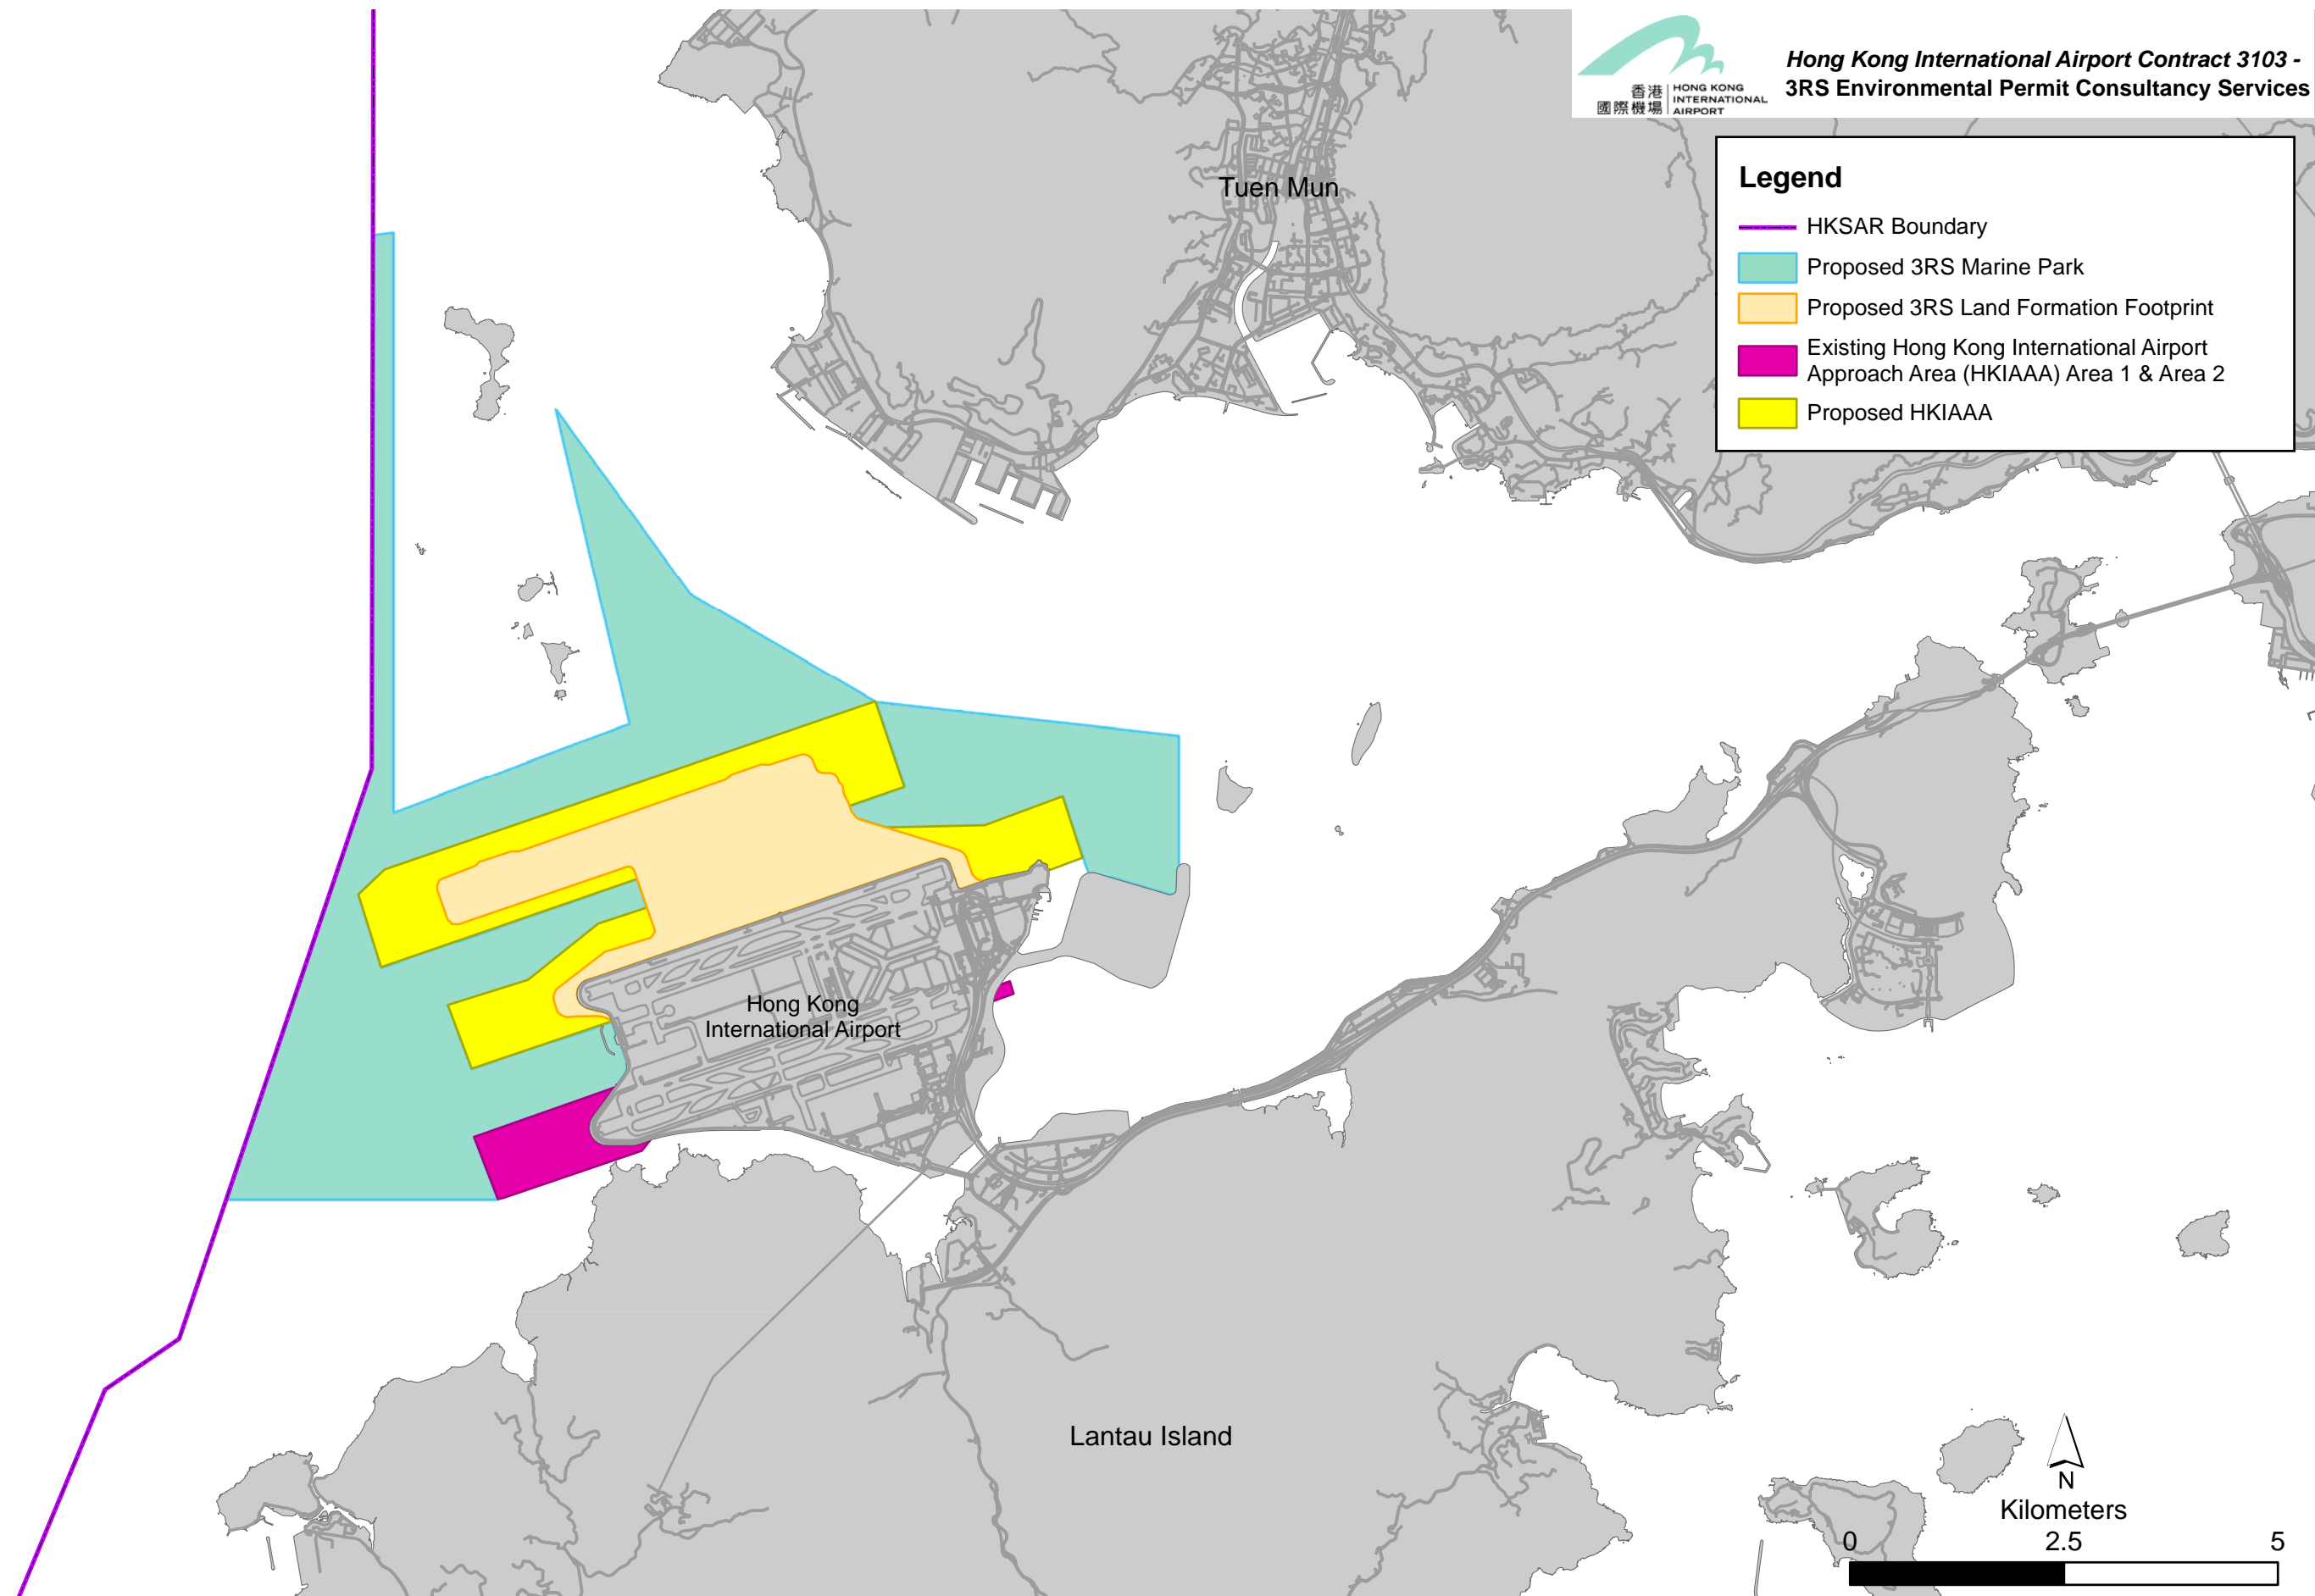 香港
國際機場
HONG KONG
INTERNATIONAL
AIRPORT
Hong Kong International Airport Contract 3103 -
3RS Environmental Permit Consultancy Services
Legend
HKSAR Boundary
Proposed 3RS Marine Park
Proposed 3RS Land Formation Footprint
Existing Hong Kong International Airport
Approach Area (HKIAAA) Area 1 & Area 2
Proposed HKIAAA
Tuen Mun
Hong Kong
International Airport
Lantau Island
N
Kilometers
0 2.5 5